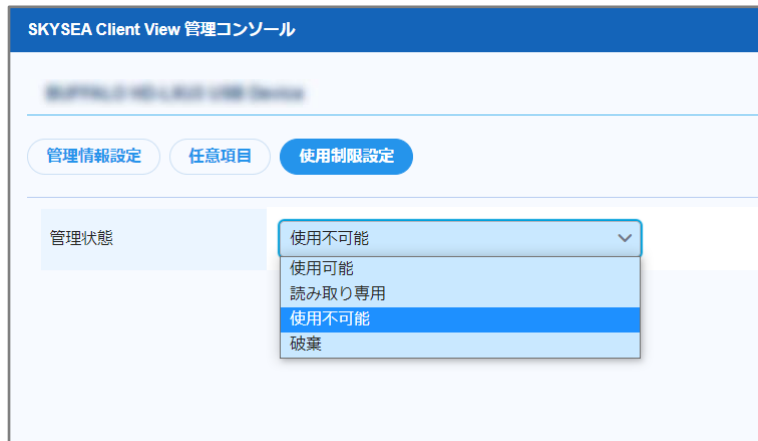 SKYSEA Client View 管理コンソール
管理情報設定 任意項目 使用制限設定
管理状態 使用不可能
使用可能
読み取り専用
使用不可能
破棄